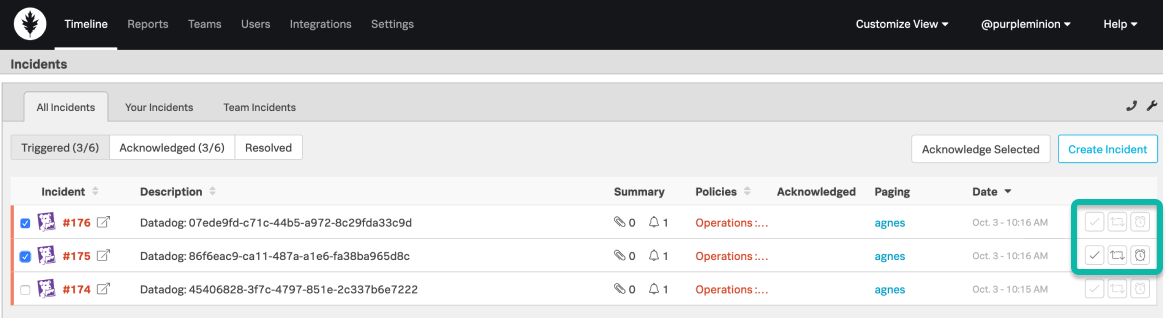 Timeline Reports Teams Users Integrations Settings Customize View @purpleminion Help
Incidents
All Incidents Your Incidents Team Incidents
Triggered (3/6) Acknowledged (3/6) Resolved Acknowledge Selected Create Incident
Incident Description Summary Policies Acknowledged Paging Date
#176 Datadog: 07ede9fd-c71c-44b5-a972-8c29fda33c9d 0 1 Operations :... agnes Oct. 3 - 10:16 AM
#175 Datadog: 86f6eac9-ca11-487a-a1e6-fa38ba965d8c 0 1 Operations :... agnes Oct. 3 - 10:16 AM
#174 Datadog: 45406828-3f7c-4797-851e-2c337b6e7222 0 1 Operations :... agnes Oct. 3 - 10:15 AM